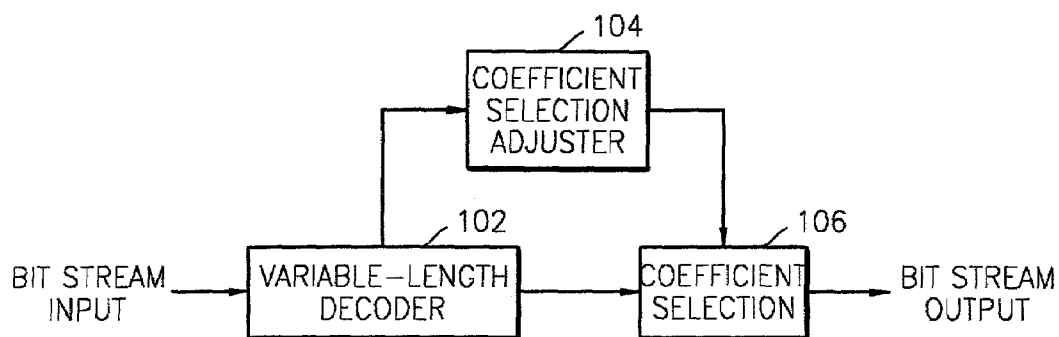 104
COEFFICIENT
SELECTION
ADJUSTER
102
106
BIT STREAM
INPUT
VARIABLE-LENGTH
DECODER
COEFFICIENT
SELECTION
BIT STREAM
OUTPUT